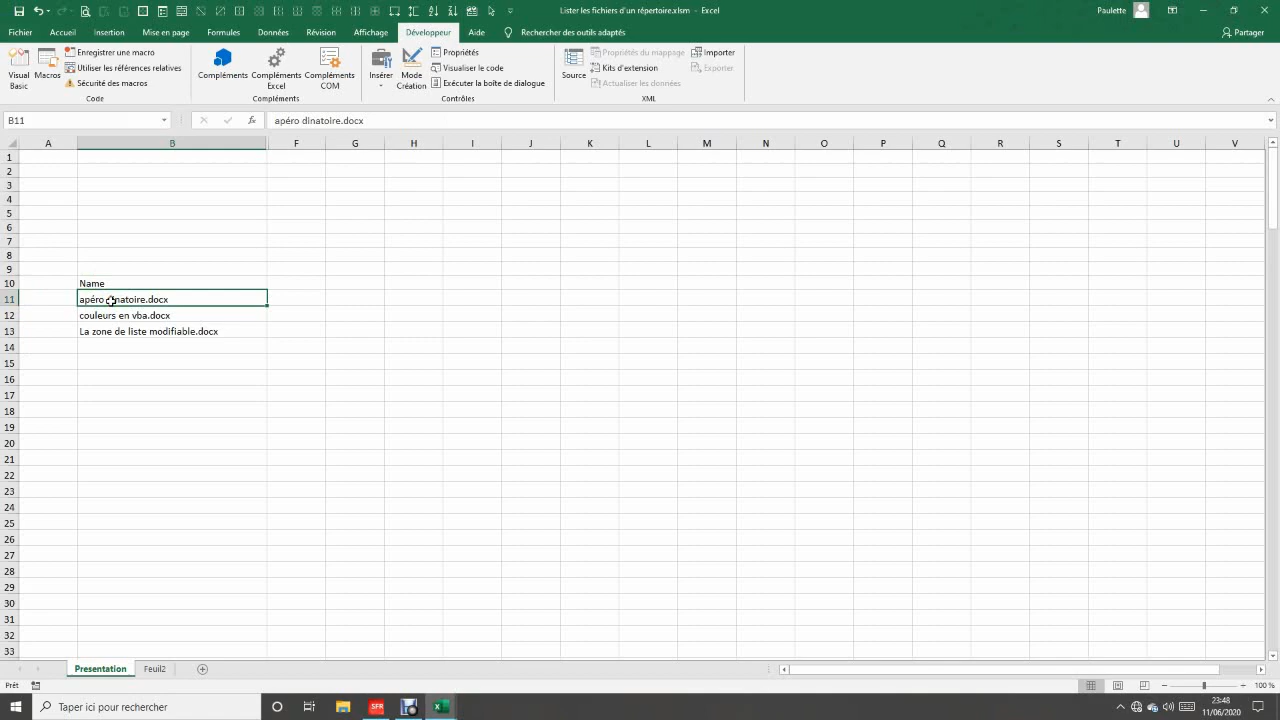 Lister les fichiers d'un répertoire.xlsm - Excel
Paulette
Fichier Accueil Insertion Mise en page Formules Données Révision Affichage Développeur Aide Rechercher des outils adaptés Partager
Visual Basic
Macros
Enregistrer une macro
Utiliser les références relatives
Sécurité des macros
Code
Compléments
Compléments Excel
Compléments COM
Compléments
Insérer
Mode Création
Propriétés
Visualiser le code
Exécuter la boîte de dialogue
Contrôles
Source
Propriétés du mappage
Kits d'extension
Actualiser les données
Importer
Exporter
XML
B11
fx
apéro dinatoire.docx
A B F G H I J K L M N O P Q R S T U V
1
2
3
4
5
6
7
8
9
10 Name
11 apéro dinatoire.docx
12 couleurs en vba.docx
13 La zone de liste modifiable.docx
14
15
16
17
18
19
20
21
22
23
24
25
26
27
28
29
30
31
32
33
Presentation Feuil2
Prêt
100 %
Taper ici pour rechercher
SFR
23:48
11/06/2020